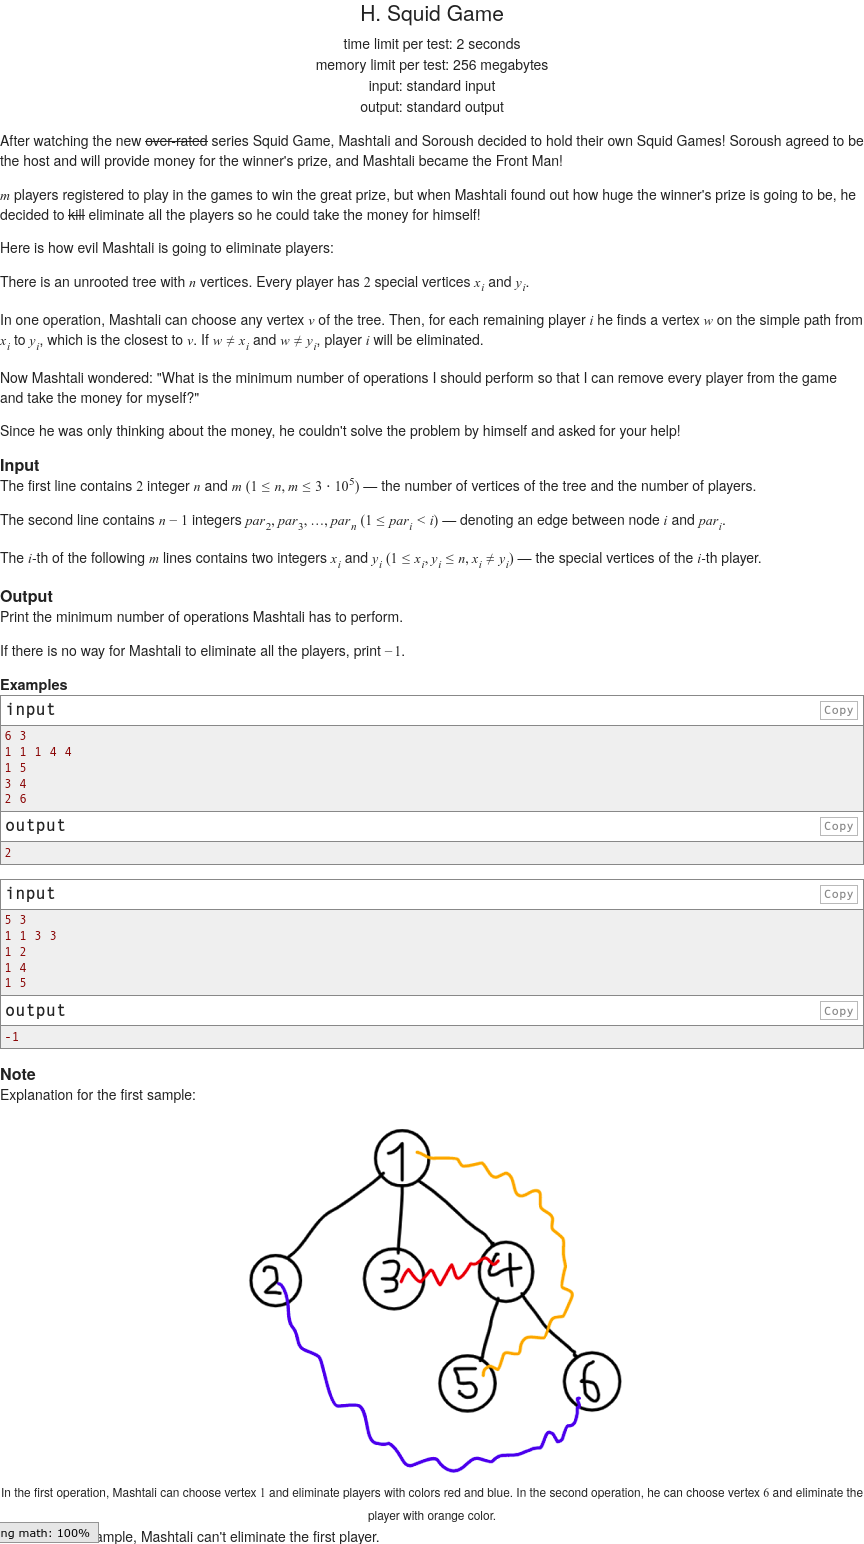 H. Squid Game
time limit per test: 2 seconds
memory limit per test: 256 megabytes
input: standard input
output: standard output
After watching the new over-rated series Squid Game, Mashtali and Soroush decided to hold their own Squid Games! Soroush agreed to be
the host and will provide money for the winner's prize, and Mashtali became the Front Man!
m players registered to play in the games to win the great prize, but when Mashtali found out how huge the winner's prize is going to be, he
decided to kill eliminate all the players so he could take the money for himself!
Here is how evil Mashtali is going to eliminate players:
There is an unrooted tree with n vertices. Every player has 2 special vertices x_i and y_i.
In one operation, Mashtali can choose any vertex v of the tree. Then, for each remaining player i he finds a vertex w on the simple path from
x_i to y_i, which is the closest to v. If w ≠ x_i and w ≠ y_i, player i will be eliminated.
Now Mashtali wondered: "What is the minimum number of operations I should perform so that I can remove every player from the game
and take the money for myself?"
Since he was only thinking about the money, he couldn't solve the problem by himself and asked for your help!
Input
The first line contains 2 integer n and m (1 ≤ n, m ≤ 3 · 10^5) — the number of vertices of the tree and the number of players.
The second line contains n − 1 integers par_2, par_3, …, par_n (1 ≤ par_i < i) — denoting an edge between node i and par_i.
The i-th of the following m lines contains two integers x_i and y_i (1 ≤ x_i, y_i ≤ n, x_i ≠ y_i) — the special vertices of the i-th player.
Output
Print the minimum number of operations Mashtali has to perform.
If there is no way for Mashtali to eliminate all the players, print −1.
Examples
input Copy
6 3
1 1 1 4 4
1 5
3 4
2 6
output Copy
2
input Copy
5 3
1 1 3 3
1 2
1 4
1 5
output Copy
-1
Note
Explanation for the first sample:
1
2 3 4
5 6
In the first operation, Mashtali can choose vertex 1 and eliminate players with colors red and blue. In the second operation, he can choose vertex 6 and eliminate the
player with orange color.
ng math: 100% ample, Mashtali can't eliminate the first player.